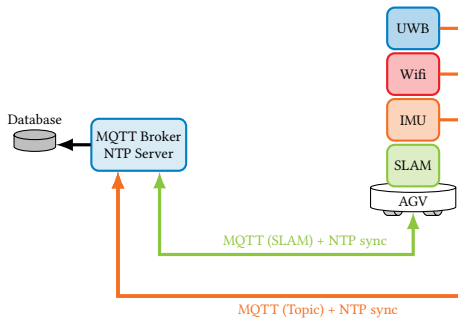 UWB
Wifi
IMU
Database
MQTT Broker
NTP Server
SLAM
AGV
MQTT (SLAM) + NTP sync
MQTT (Topic) + NTP sync